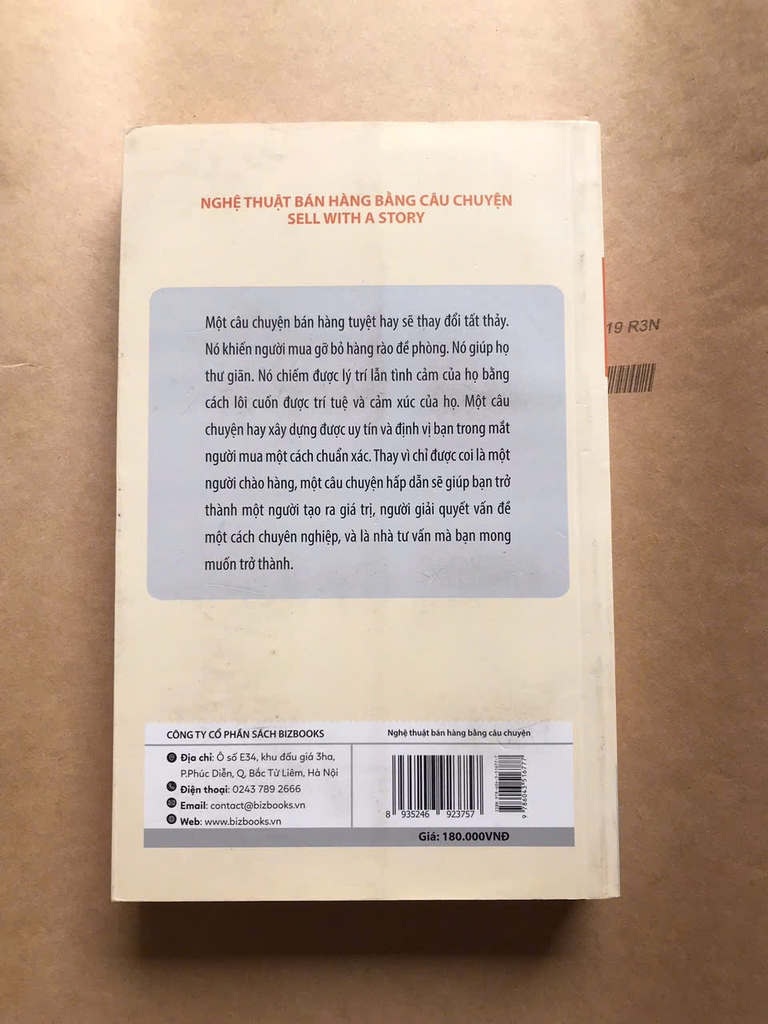 NGHỆ THUẬT BÁN HÀNG BẰNG CÂU CHUYỆN
SELL WITH A STORY
Một câu chuyện bán hàng tuyệt hay sẽ thay đổi tất thảy.
Nó khiến người mua gỡ bỏ hàng rào đề phòng. Nó giúp họ
thư giãn. Nó chiếm được lý trí lẫn tình cảm của họ bằng
cách lôi cuốn được trí tuệ và cảm xúc của họ. Một câu
chuyện hay xây dựng được uy tín và định vị bạn trong mắt
người mua một cách chuẩn xác. Thay vì chỉ được coi là một
người chào hàng, một câu chuyện hấp dẫn sẽ giúp bạn trở
thành một người tạo ra giá trị, người giải quyết vấn đề
một cách chuyên nghiệp, và là nhà tư vấn mà bạn mong
muốn trở thành.
19 R3N
CÔNG TY CỔ PHẦN SÁCH BIZBOOKS
Địa chỉ: Ô số E34, khu đấu giá 3ha,
P.Phúc Diễn, Q, Bắc Từ Liêm, Hà Nội
Điện thoại: 0243 789 2666
Email: contact@bizbooks.vn
Web: www.bizbooks.vn
Nghệ thuật bán hàng bằng câu chuyện
8 935246 923757
9 786043 516777
Giá: 180.000VNĐ